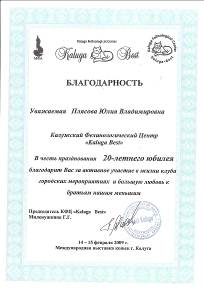 Kaluga Best
БЛАГОДАРНОСТЬ
Уважаемая Плясова Юлия Владимировна
Калужский Фелинологический Центр
«Kaluga Best»
В честь празднования 20-летнего юбилея
благодарит Вас за активное участие в жизни клуба
городских мероприятиях и большую любовь к
братьям нашим меньшим
Председатель КФЦ «Kaluga Best»
14 – 15 февраля 2009 г.
Международная выставка кошек г. Калуга